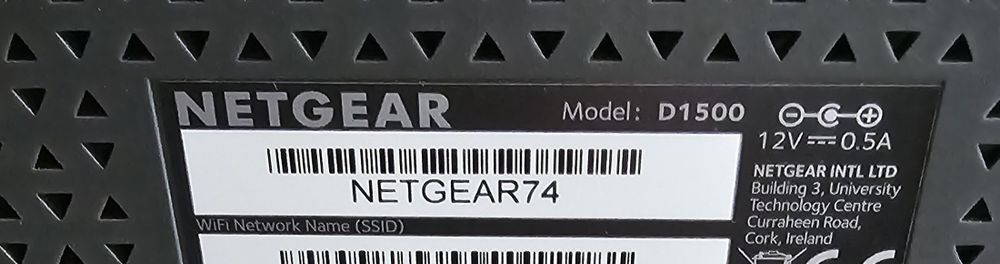 NETGEAR Model: D1500
12V 0.5A
NETGEAR74
WiFi Network Name (SSID)
NETGEAR INTL LTD
Building 3, University
Technology Centre
Curraheen Road,
Cork, Ireland
CE